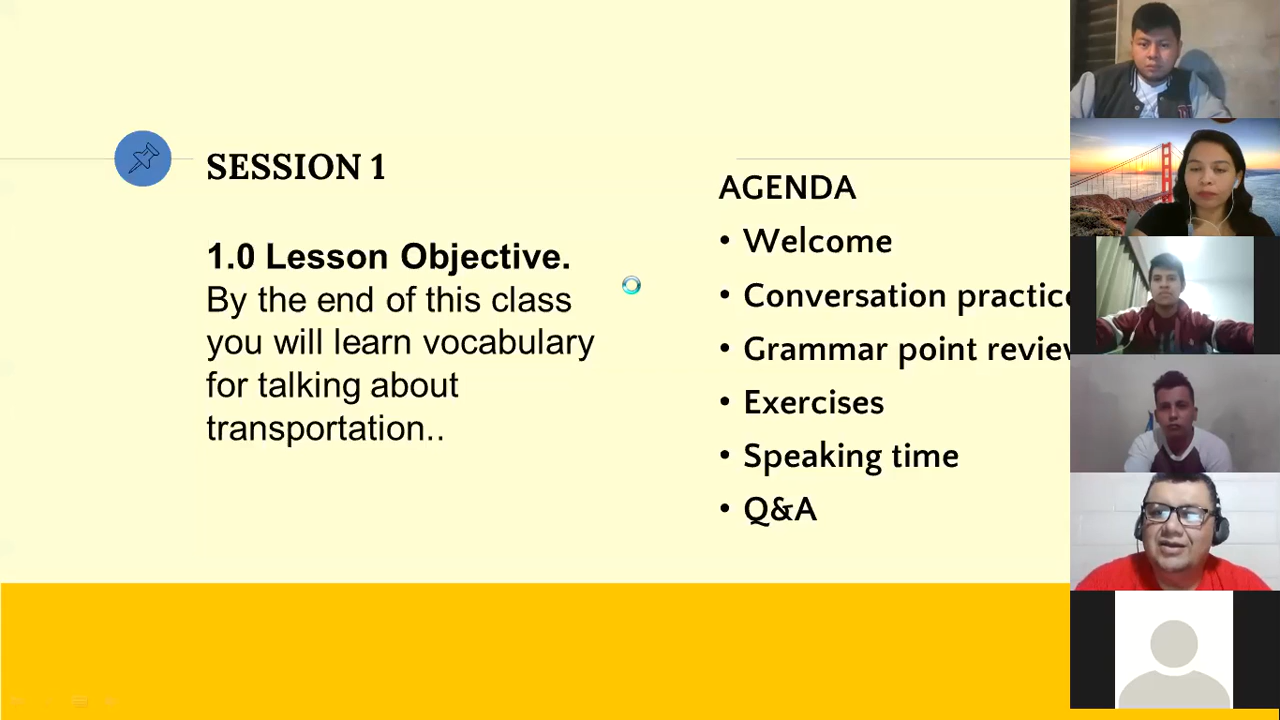 SESSION 1
1.0 Lesson Objective.
By the end of this class
you will learn vocabulary
for talking about
transportation..
AGENDA
• Welcome
• Conversation practice
• Grammar point review
• Exercises
• Speaking time
• Q&A